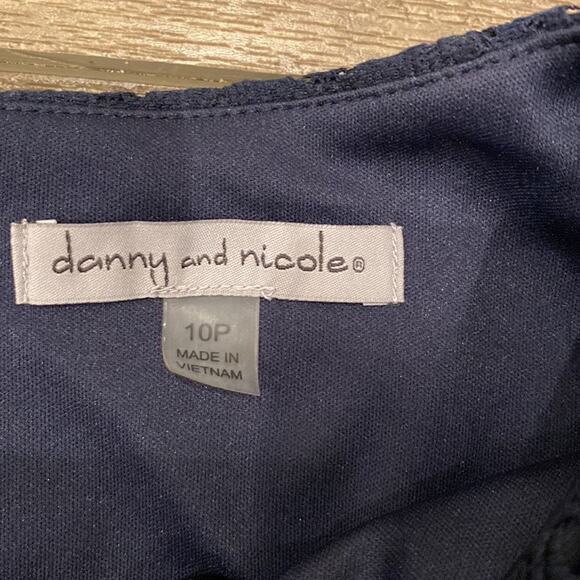 danny and nicole®
10P
MADE IN
VIETNAM